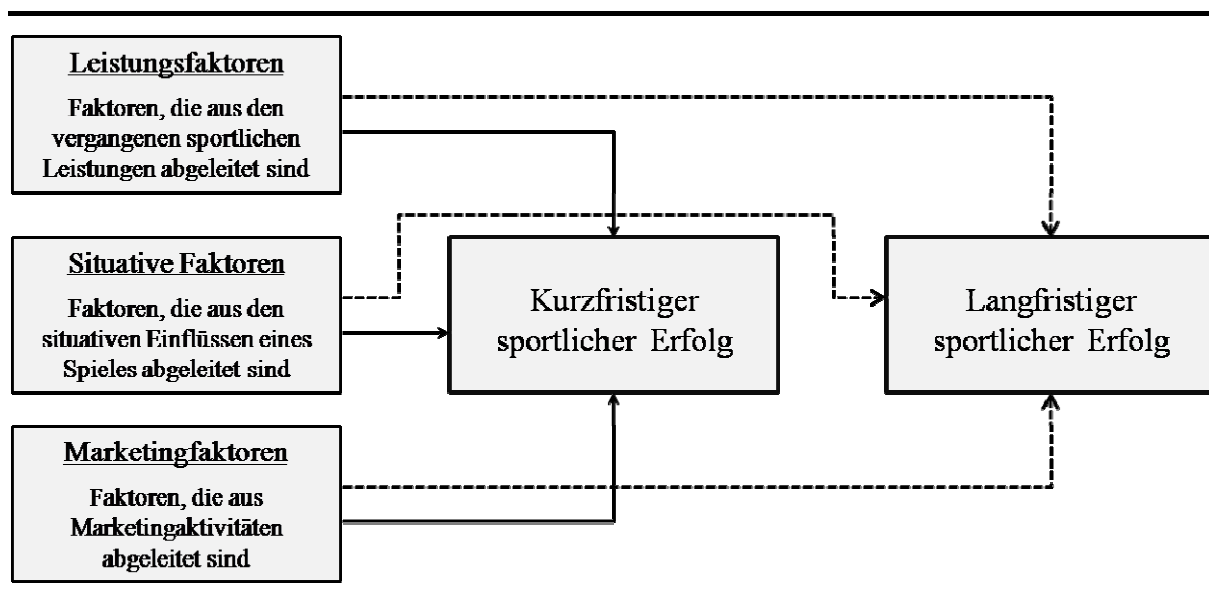 Leistungsfaktoren
Faktoren, die aus den
vergangenen sportlichen
Leistungen abgeleitet sind
Situative Faktoren
Faktoren, die aus den
situativen Einflüssen eines
Spieles abgeleitet sind
Marketingfaktoren
Faktoren, die aus
Marketingaktivitäten
abgeleitet sind
Kurzfristiger
sportlicher Erfolg
Langfristiger
sportlicher Erfolg